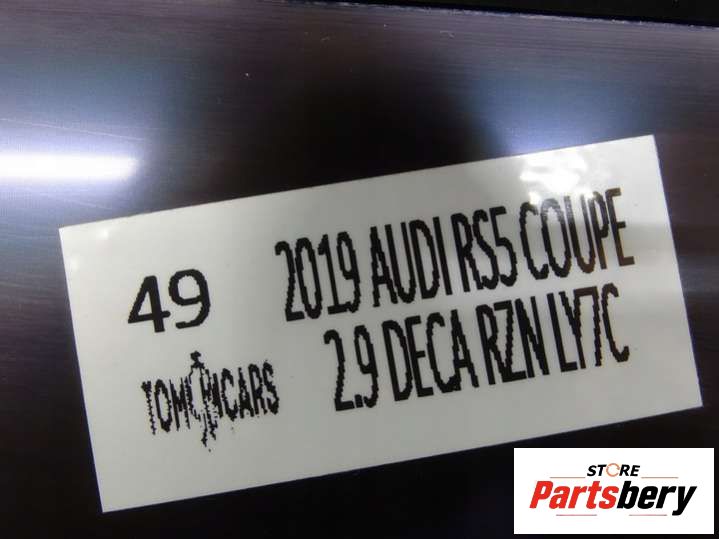 49
2019 AUDI RS5 COUPE
2.9 DECA RZN LY7C
STORE
Partsbery